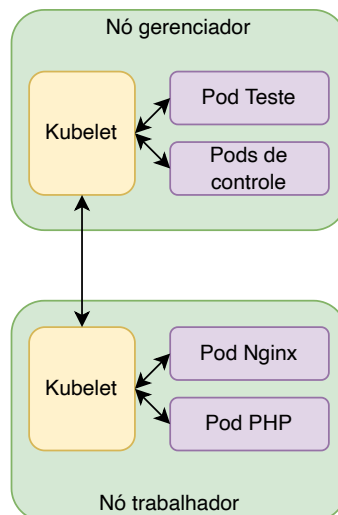 Nó gerenciador
Kubelet
Pod Teste
Pods de
controle
Kubelet
Pod Nginx
Pod PHP
Nó trabalhador